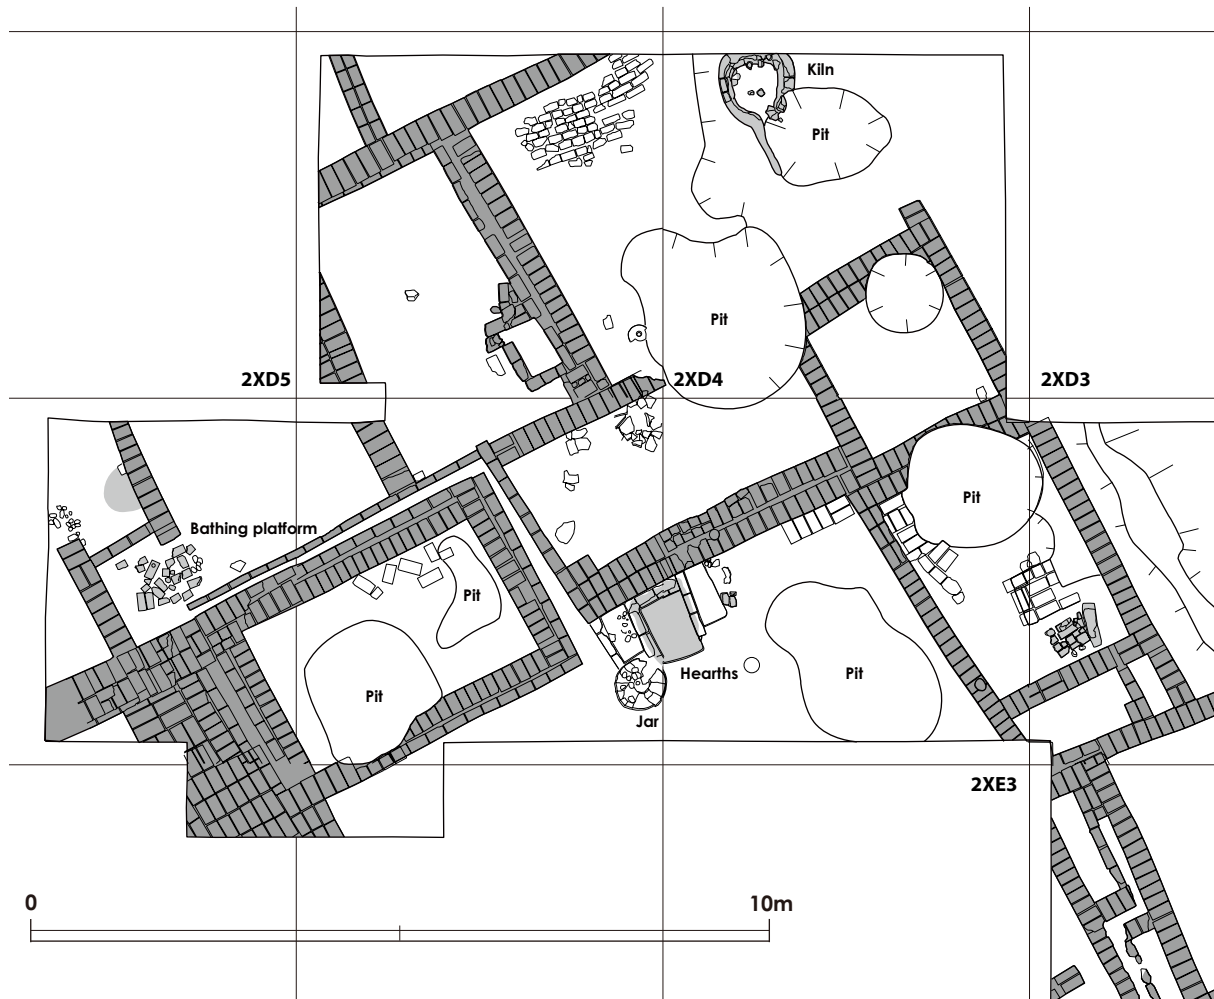 Kiln
Pit
Pit
2XD5
2XD4
2XD3
Pit
Bathing platform
Pit
Pit
Hearths
Pit
Jar
2XE3
0
10m